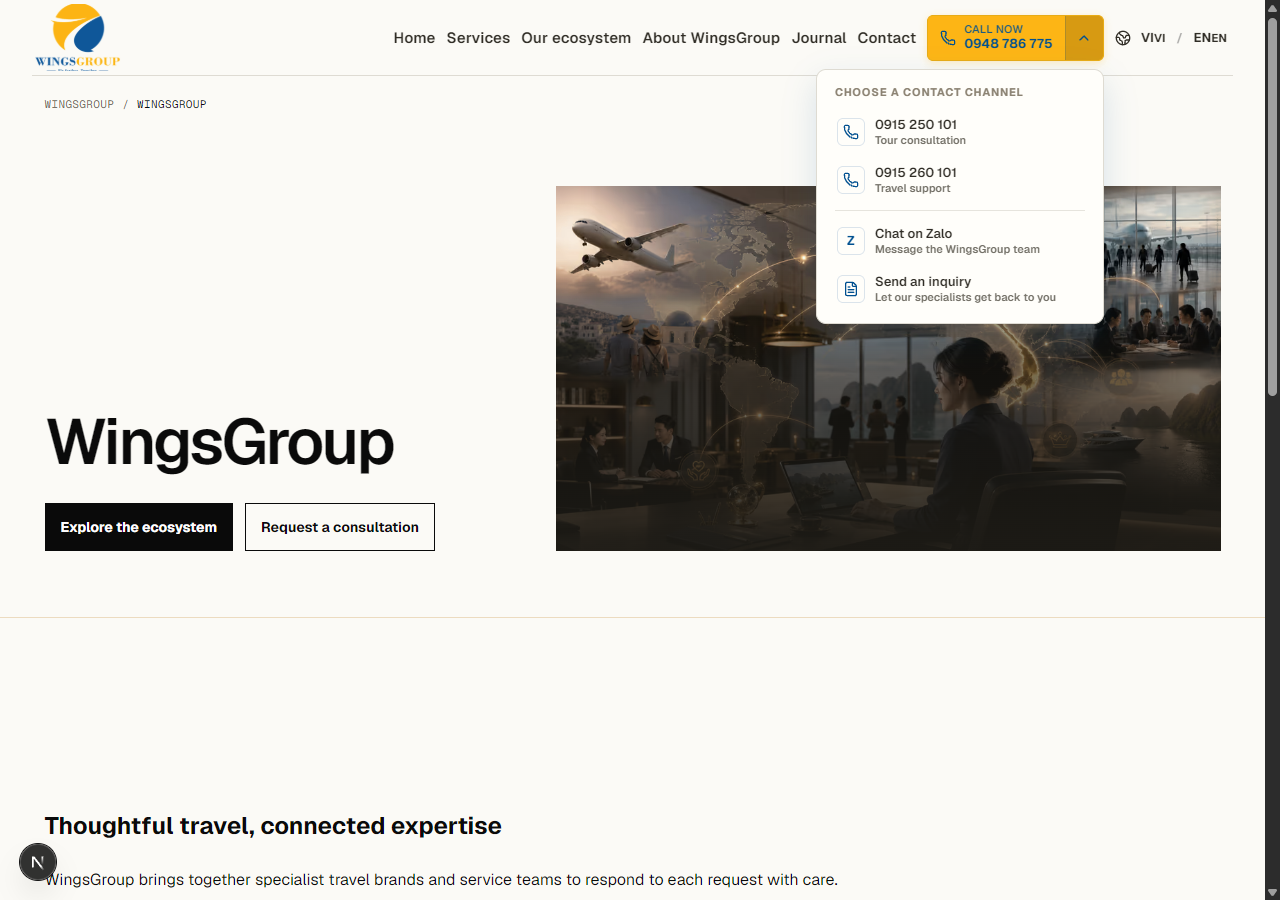 WINGSGROUP
Home Services Our ecosystem About WingsGroup Journal Contact
CALL NOW
0948 786 775
VIVI / ENEN
WINGSGROUP / WINGSGROUP
CHOOSE A CONTACT CHANNEL
0915 250 101
Tour consultation
0915 260 101
Travel support
Z
Chat on Zalo
Message the WingsGroup team
Send an inquiry
Let our specialists get back to you
WingsGroup
Explore the ecosystem
Request a consultation
Thoughtful travel, connected expertise
N
WingsGroup brings together specialist travel brands and service teams to respond to each request with care.